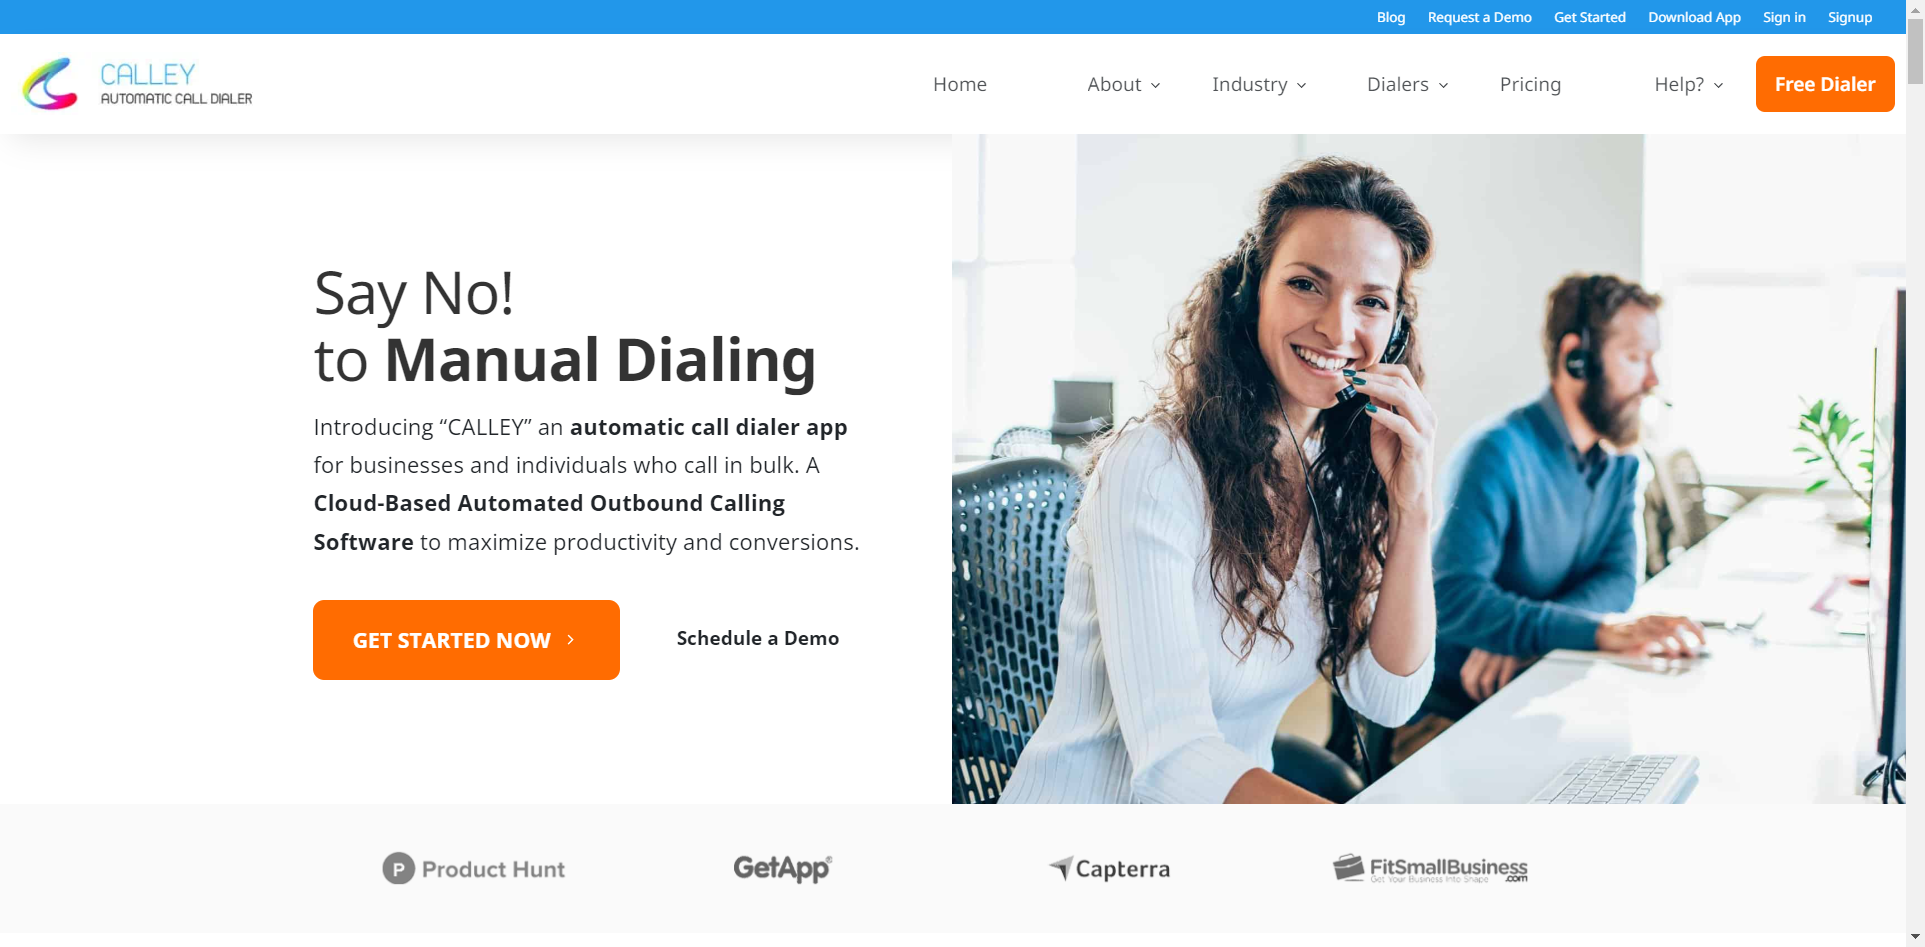 Blog Request a Demo Get Started Download App Sign in Signup
CALLEY
AUTOMATIC CALL DIALER
Home About Industry Dialers Pricing Help? Free Dialer
Say No!
to Manual Dialing
Introducing “CALLEY” an automatic call dialer app
for businesses and individuals who call in bulk. A
Cloud-Based Automated Outbound Calling
Software to maximize productivity and conversions.
GET STARTED NOW
Schedule a Demo
P Product Hunt
GetApp®
Capterra
FitSmallBusiness
Get Your Business Into Shape .com